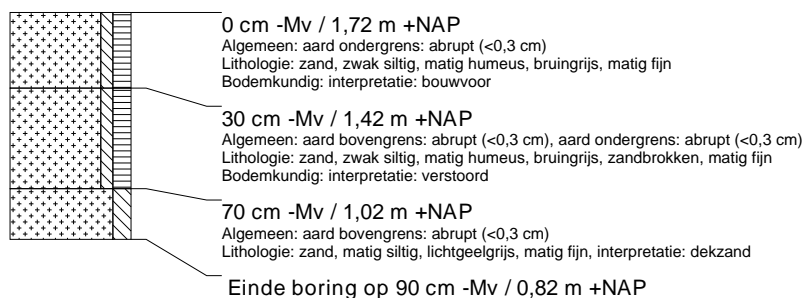 0 cm -Mv / 1,72 m +NAP
Algemeen: aard ondergrens: abrupt (<0,3 cm)
Lithologie: zand, zwak siltig, matig humeus, bruingrijs, matig fijn
Bodemkundig: interpretatie: bouwvoor
30 cm -Mv / 1,42 m +NAP
Algemeen: aard bovengrens: abrupt (<0,3 cm), aard ondergrens: abrupt (<0,3 cm)
Lithologie: zand, zwak siltig, matig humeus, bruingrijs, zandbrokken, matig fijn
Bodemkundig: interpretatie: verstoord
70 cm -Mv / 1,02 m +NAP
Algemeen: aard bovengrens: abrupt (<0,3 cm)
Lithologie: zand, matig siltig, lichtgeelgrijs, matig fijn, interpretatie: dekzand
Einde boring op 90 cm -Mv / 0,82 m +NAP